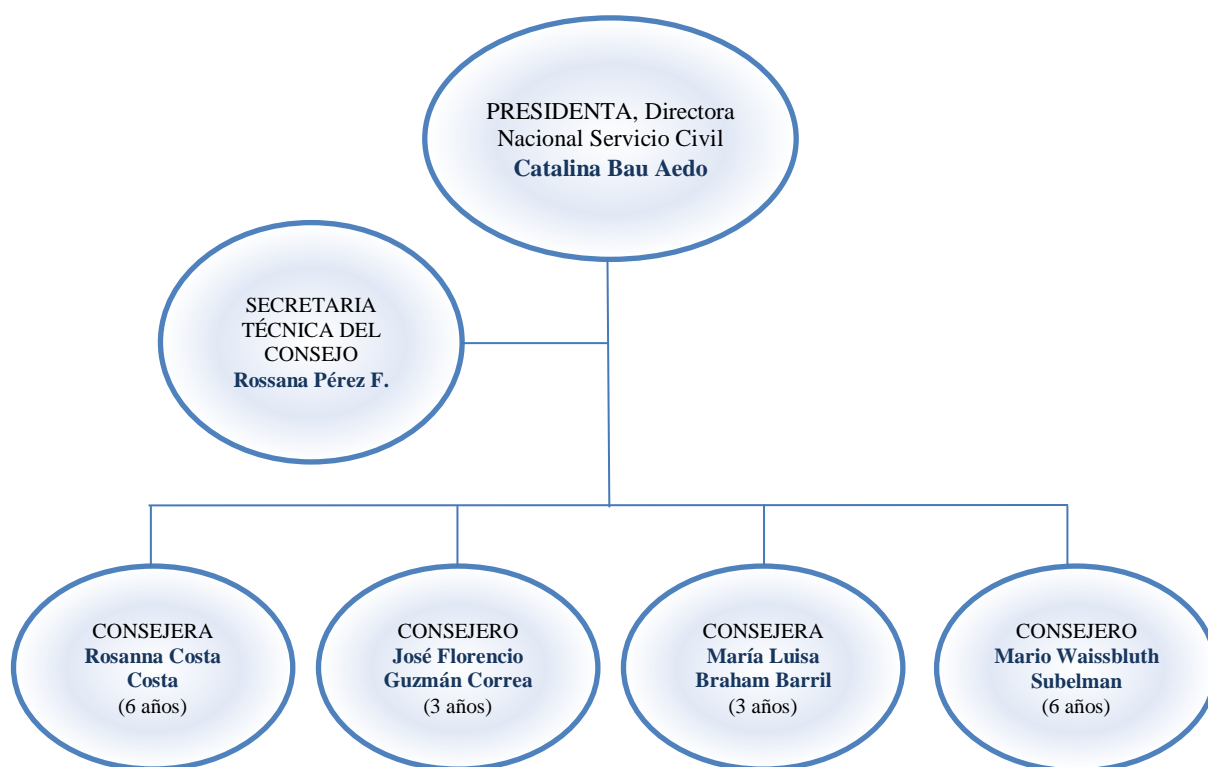 PRESIDENTA, Directora
Nacional Servicio Civil
Catalina Bau Aedo
SECRETARIA
TÉCNICA DEL
CONSEJO
Rossana Pérez F.
CONSEJERA
Rosanna Costa
Costa
(6 años)
CONSEJERO
José Florencio
Guzmán Correa
(3 años)
CONSEJERA
María Luisa
Braham Barril
(3 años)
CONSEJERO
Mario Waissbluth
Subelman
(6 años)